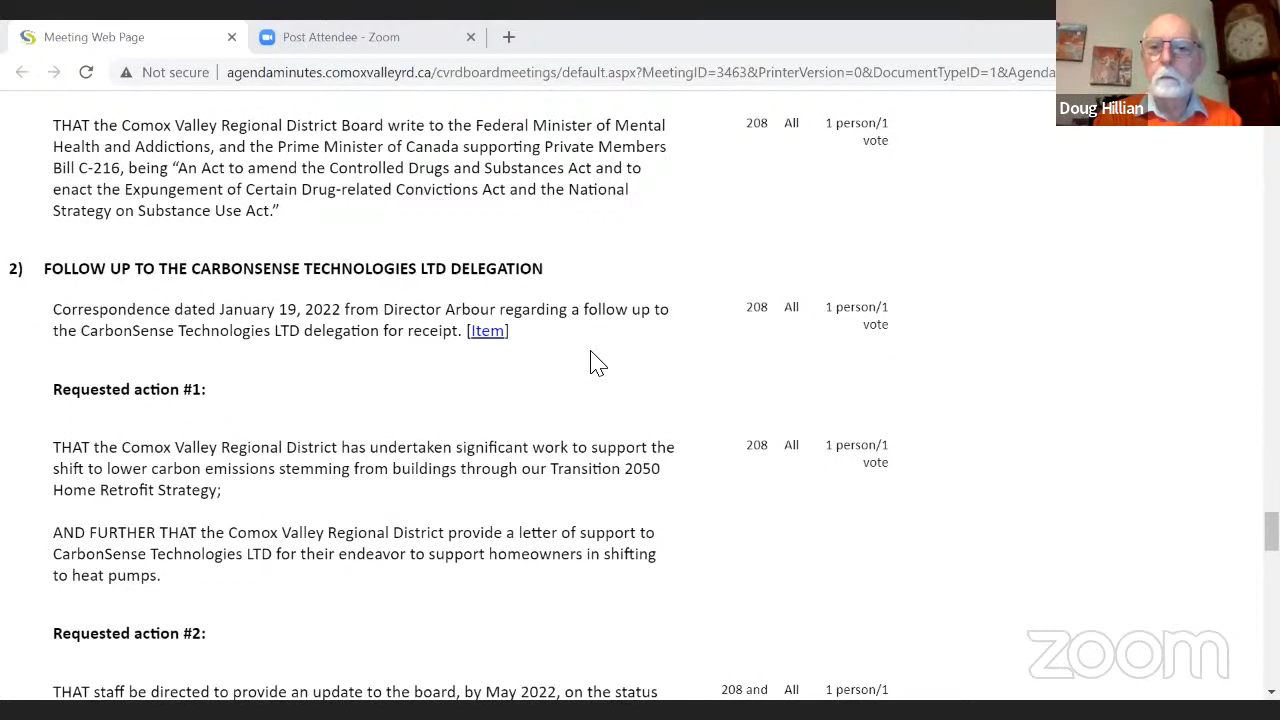 Meeting Web Page
Post Attendee - Zoom
Not secure
agendaminutes.comoxvalleyrd.ca/cvrdboardmeetings/default.aspx?MeetingID=3463&PrinterVersion=0&DocumentTypeID=1&Agend
Doug Hillian
THAT the Comox Valley Regional District Board write to the Federal Minister of Mental 208 All 1 person/1
Health and Addictions, and the Prime Minister of Canada supporting Private Members vote
Bill C-216, being “An Act to amend the Controlled Drugs and Substances Act and to
enact the Expungement of Certain Drug-related Convictions Act and the National
Strategy on Substance Use Act.”
2) FOLLOW UP TO THE CARBONSENSE TECHNOLOGIES LTD DELEGATION
Correspondence dated January 19, 2022 from Director Arbour regarding a follow up to 208 All 1 person/1
the CarbonSense Technologies LTD delegation for receipt. [Item] vote
Requested action #1:
THAT the Comox Valley Regional District has undertaken significant work to support the 208 All 1 person/1
shift to lower carbon emissions stemming from buildings through our Transition 2050 vote
Home Retrofit Strategy;
AND FURTHER THAT the Comox Valley Regional District provide a letter of support to
CarbonSense Technologies LTD for their endeavor to support homeowners in shifting
to heat pumps.
Requested action #2:
THAT staff be directed to provide an update to the board, by May 2022, on the status 208 and All 1 person/1
zoom